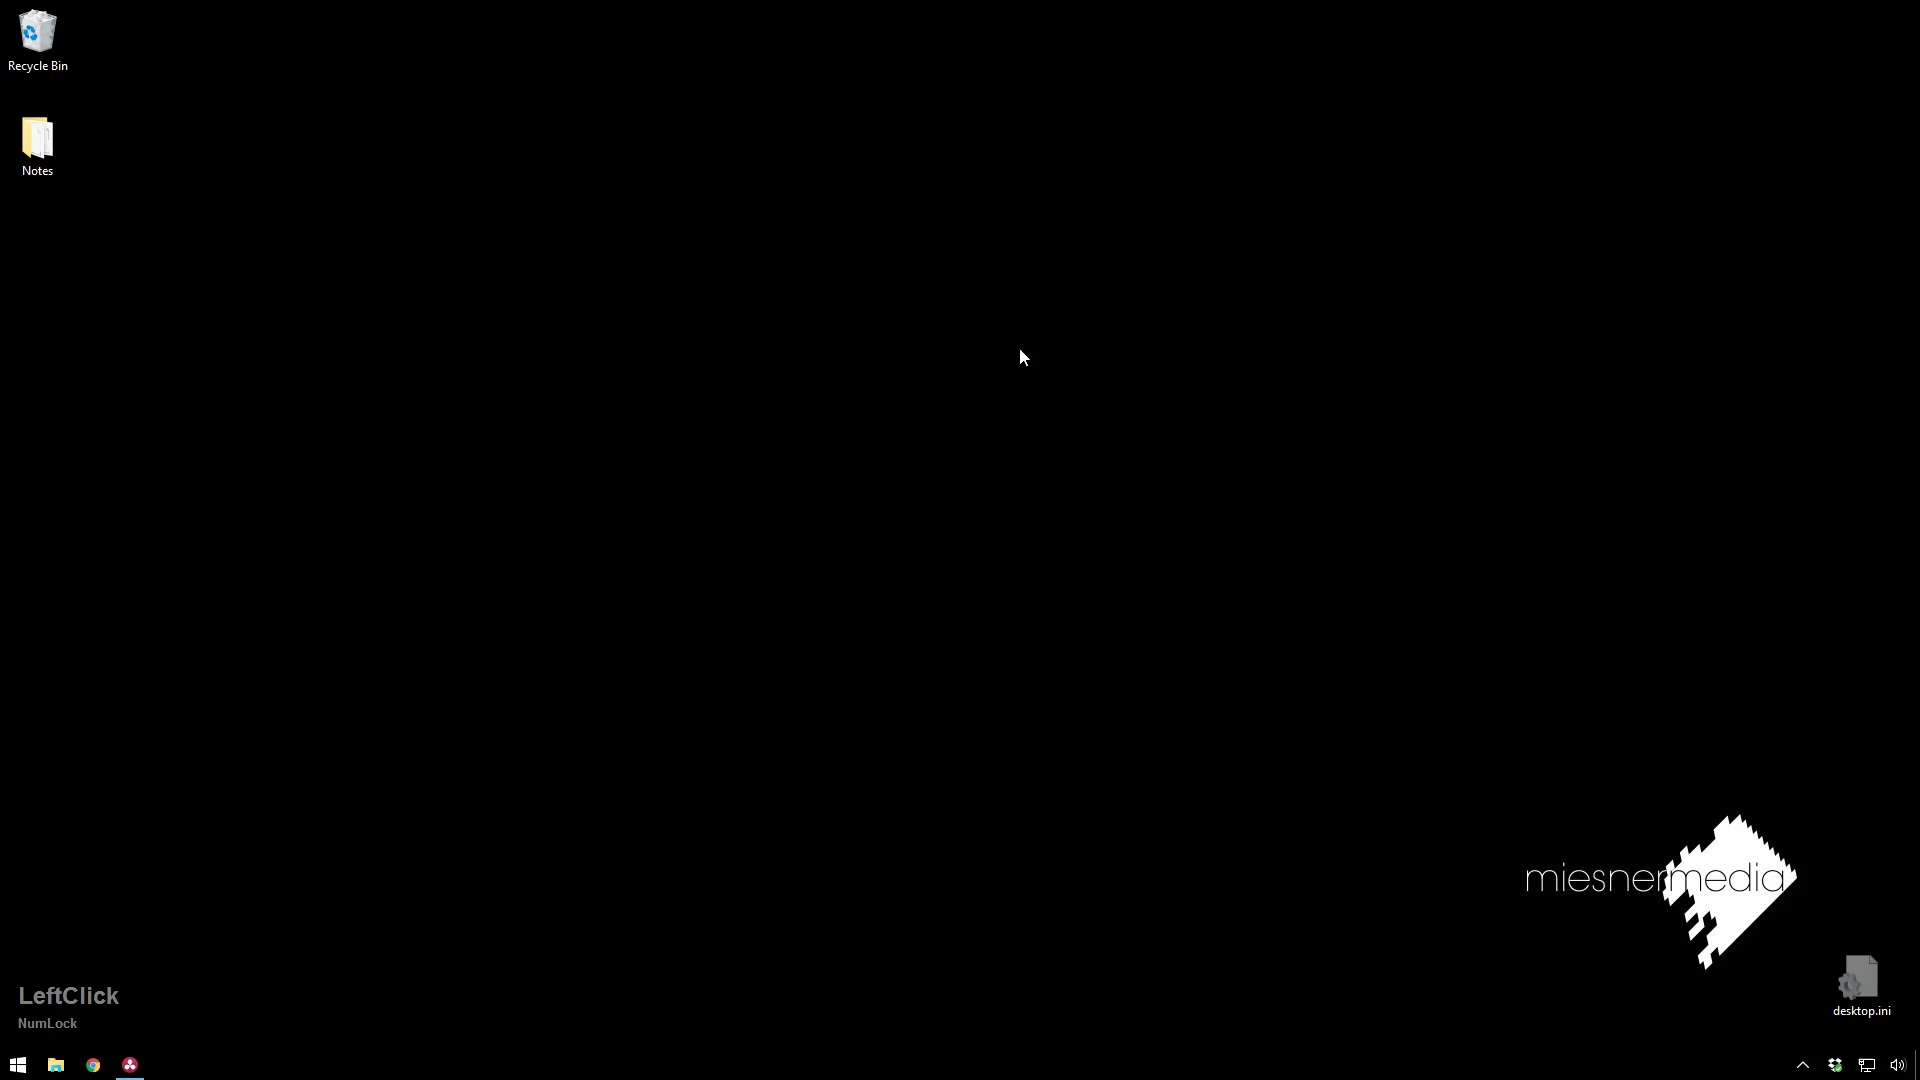 Recycle Bin
Notes
miesnermedia
desktop.ini
LeftClick
NumLock